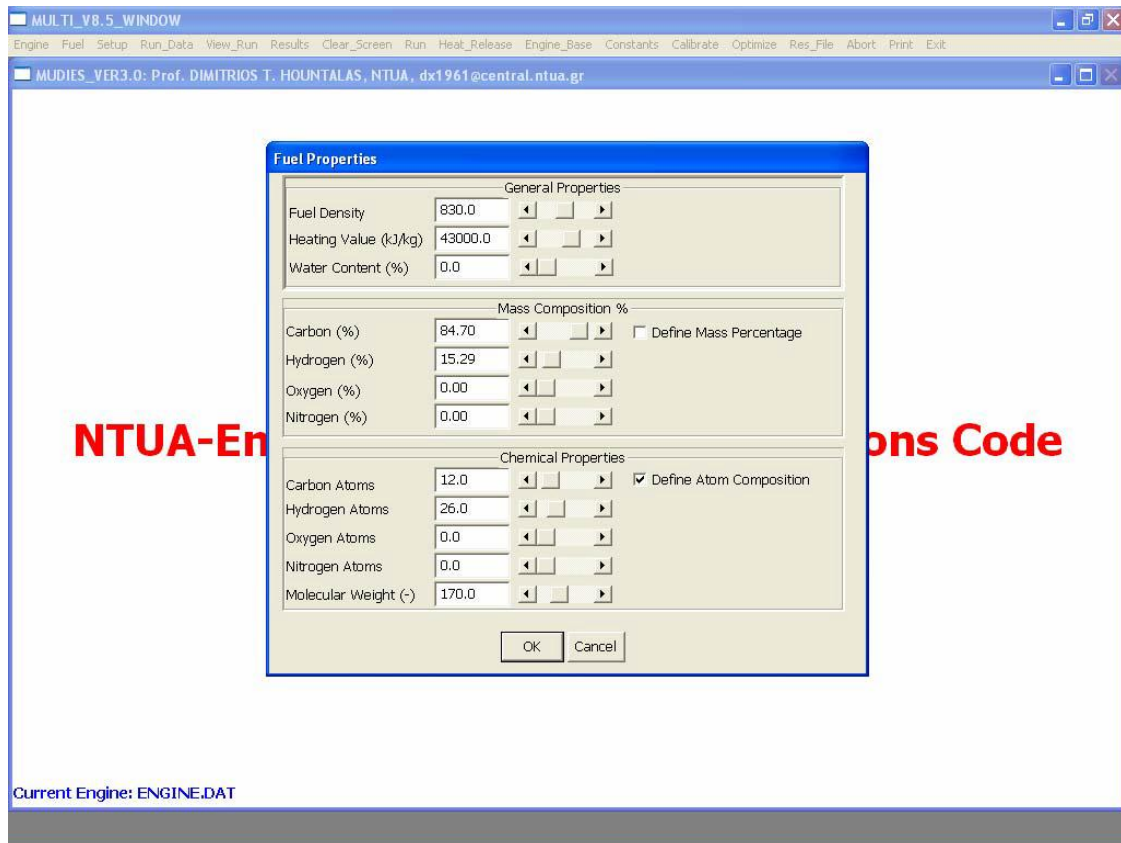 MULTI_V8.5_WINDOW
Engine Fuel Setup Run_Data View_Run Results Clear_Screen Run Heat_Release Engine_Base Constants Calibrate Optimize Res_File Abort Print Exit
MUDIES_VER3.0: Prof. DIMITRIOS T. HOUNTALAS, NTUA, dx1961@central.ntua.gr
Fuel Properties
General Properties
Fuel Density 830.0
Heating Value (kJ/kg) 43000.0
Water Content (%) 0.0
Mass Composition %
Carbon (%) 84.70 Define Mass Percentage
Hydrogen (%) 15.29
Oxygen (%) 0.00
Nitrogen (%) 0.00
NTUA-En ons Code
Chemical Properties
Carbon Atoms 12.0 Define Atom Composition
Hydrogen Atoms 26.0
Oxygen Atoms 0.0
Nitrogen Atoms 0.0
Molecular Weight (-) 170.0
OK Cancel
Current Engine: ENGINE.DAT